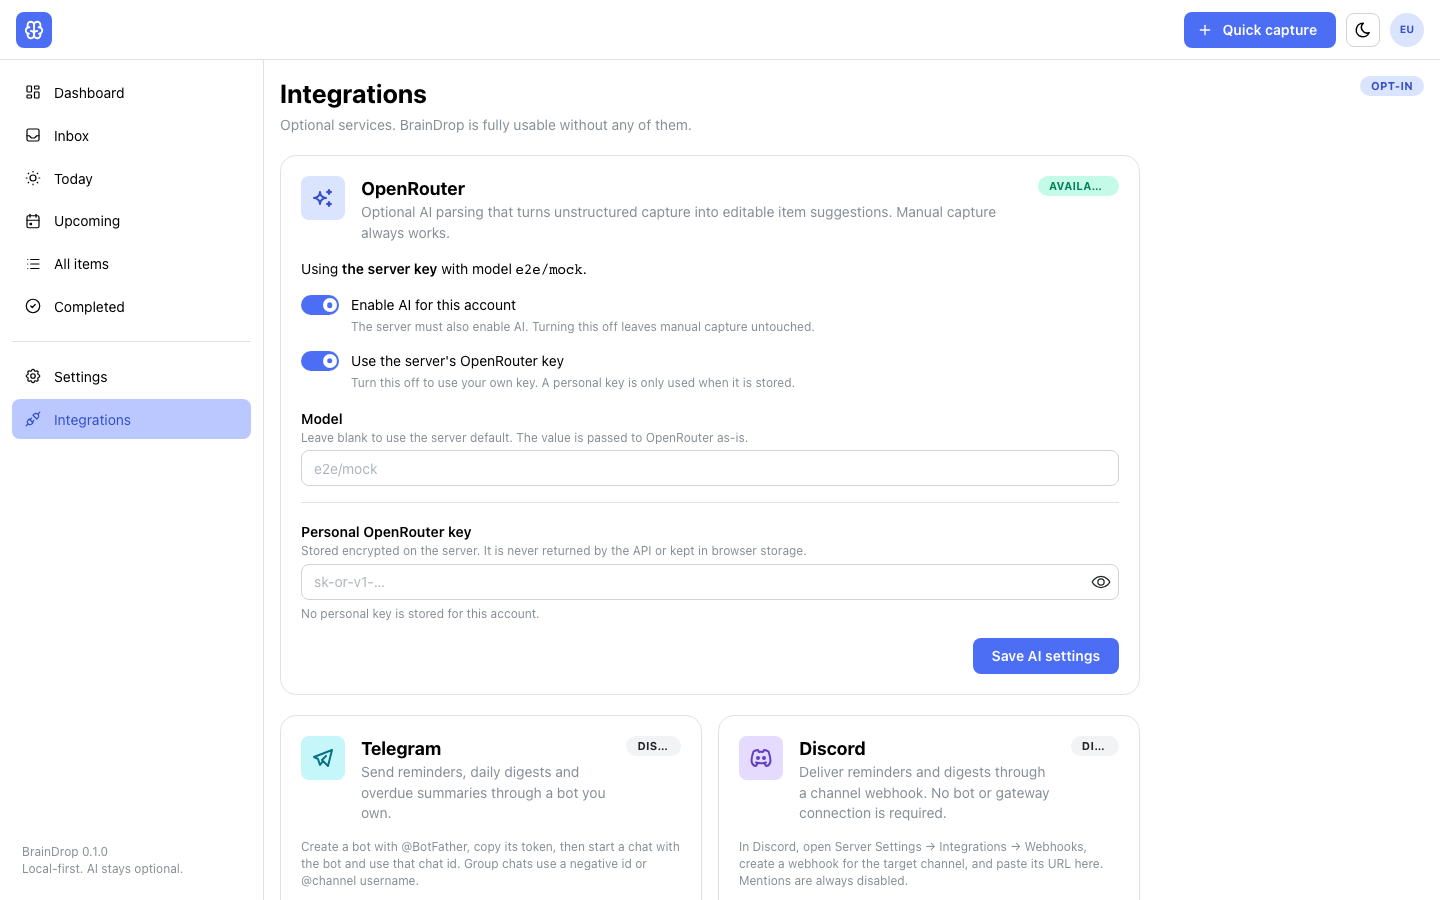 Quick capture
EU
Dashboard
Inbox
Today
Upcoming
All items
Completed
Settings
Integrations
BrainDrop 0.1.0
Local-first. AI stays optional.
Integrations
OPT-IN
Optional services. BrainDrop is fully usable without any of them.
OpenRouter
AVAILA...
Optional AI parsing that turns unstructured capture into editable item suggestions. Manual capture
always works.
Using the server key with model e2e/mock.
Enable AI for this account
The server must also enable AI. Turning this off leaves manual capture untouched.
Use the server's OpenRouter key
Turn this off to use your own key. A personal key is only used when it is stored.
Model
Leave blank to use the server default. The value is passed to OpenRouter as-is.
e2e/mock
Personal OpenRouter key
Stored encrypted on the server. It is never returned by the API or kept in browser storage.
sk-or-v1-...
No personal key is stored for this account.
Save AI settings
Telegram
DIS...
Send reminders, daily digests and
overdue summaries through a bot you
own.
Create a bot with @BotFather, copy its token, then start a chat with
the bot and use that chat id. Group chats use a negative id or
@channel username.
Discord
DI...
Deliver reminders and digests through
a channel webhook. No bot or gateway
connection is required.
In Discord, open Server Settings → Integrations → Webhooks,
create a webhook for the target channel, and paste its URL here.
Mentions are always disabled.